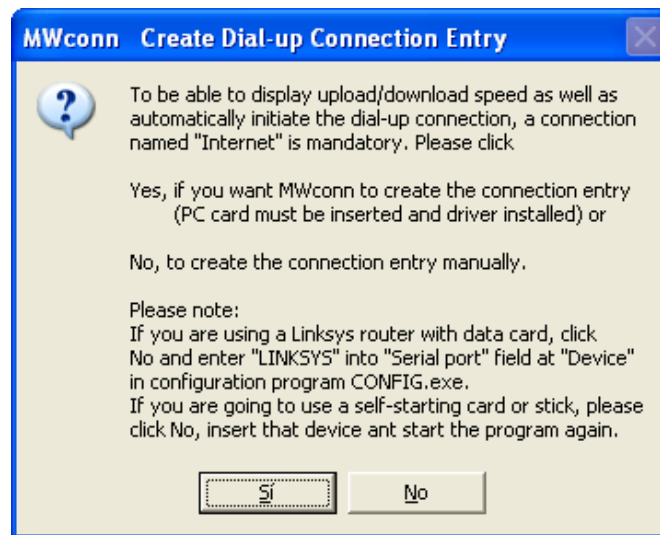 MWconn Create Dial-up Connection Entry
To be able to display upload/download speed as well as
automatically initiate the dial-up connection, a connection
named "Internet" is mandatory. Please click
Yes, if you want MWconn to create the connection entry
(PC card must be inserted and driver installed) or
No, to create the connection entry manually.
Please note:
If you are using a Linksys router with data card, click
No and enter "LINKSYS" into "Serial port" field at "Device"
in configuration program CONFIG.exe.
If you are going to use a self-starting card or stick, please
click No, insert that device ant start the program again.
Sí
No